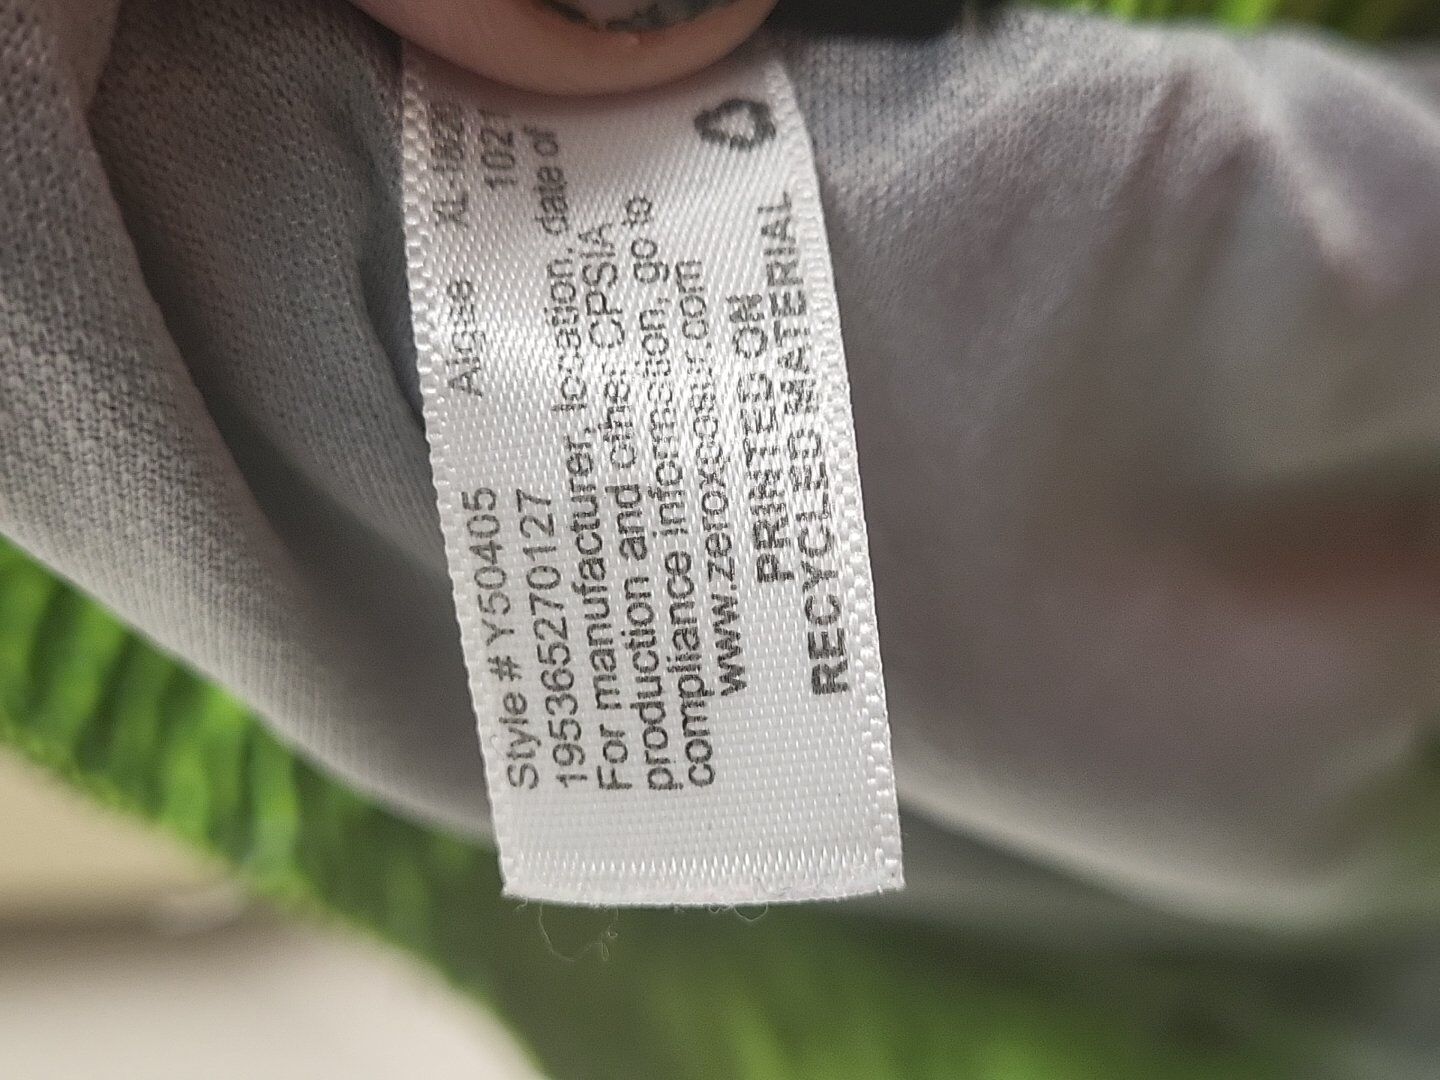 Style # Y50405 Algae
195365270127
For manufacturer, location, date of
production and other CPSIA
compliance information, go to
www.zeroxposur.com
PRINTED ON
RECYCLED MATERIAL